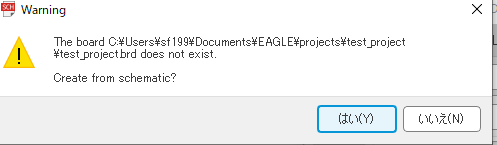 SCH
Warning
The board C:¥Users¥sf199¥Documents¥EAGLE¥projects¥test_project
¥test_project.brd does not exist.
Create from schematic?
はい(Y)
いいえ(N)